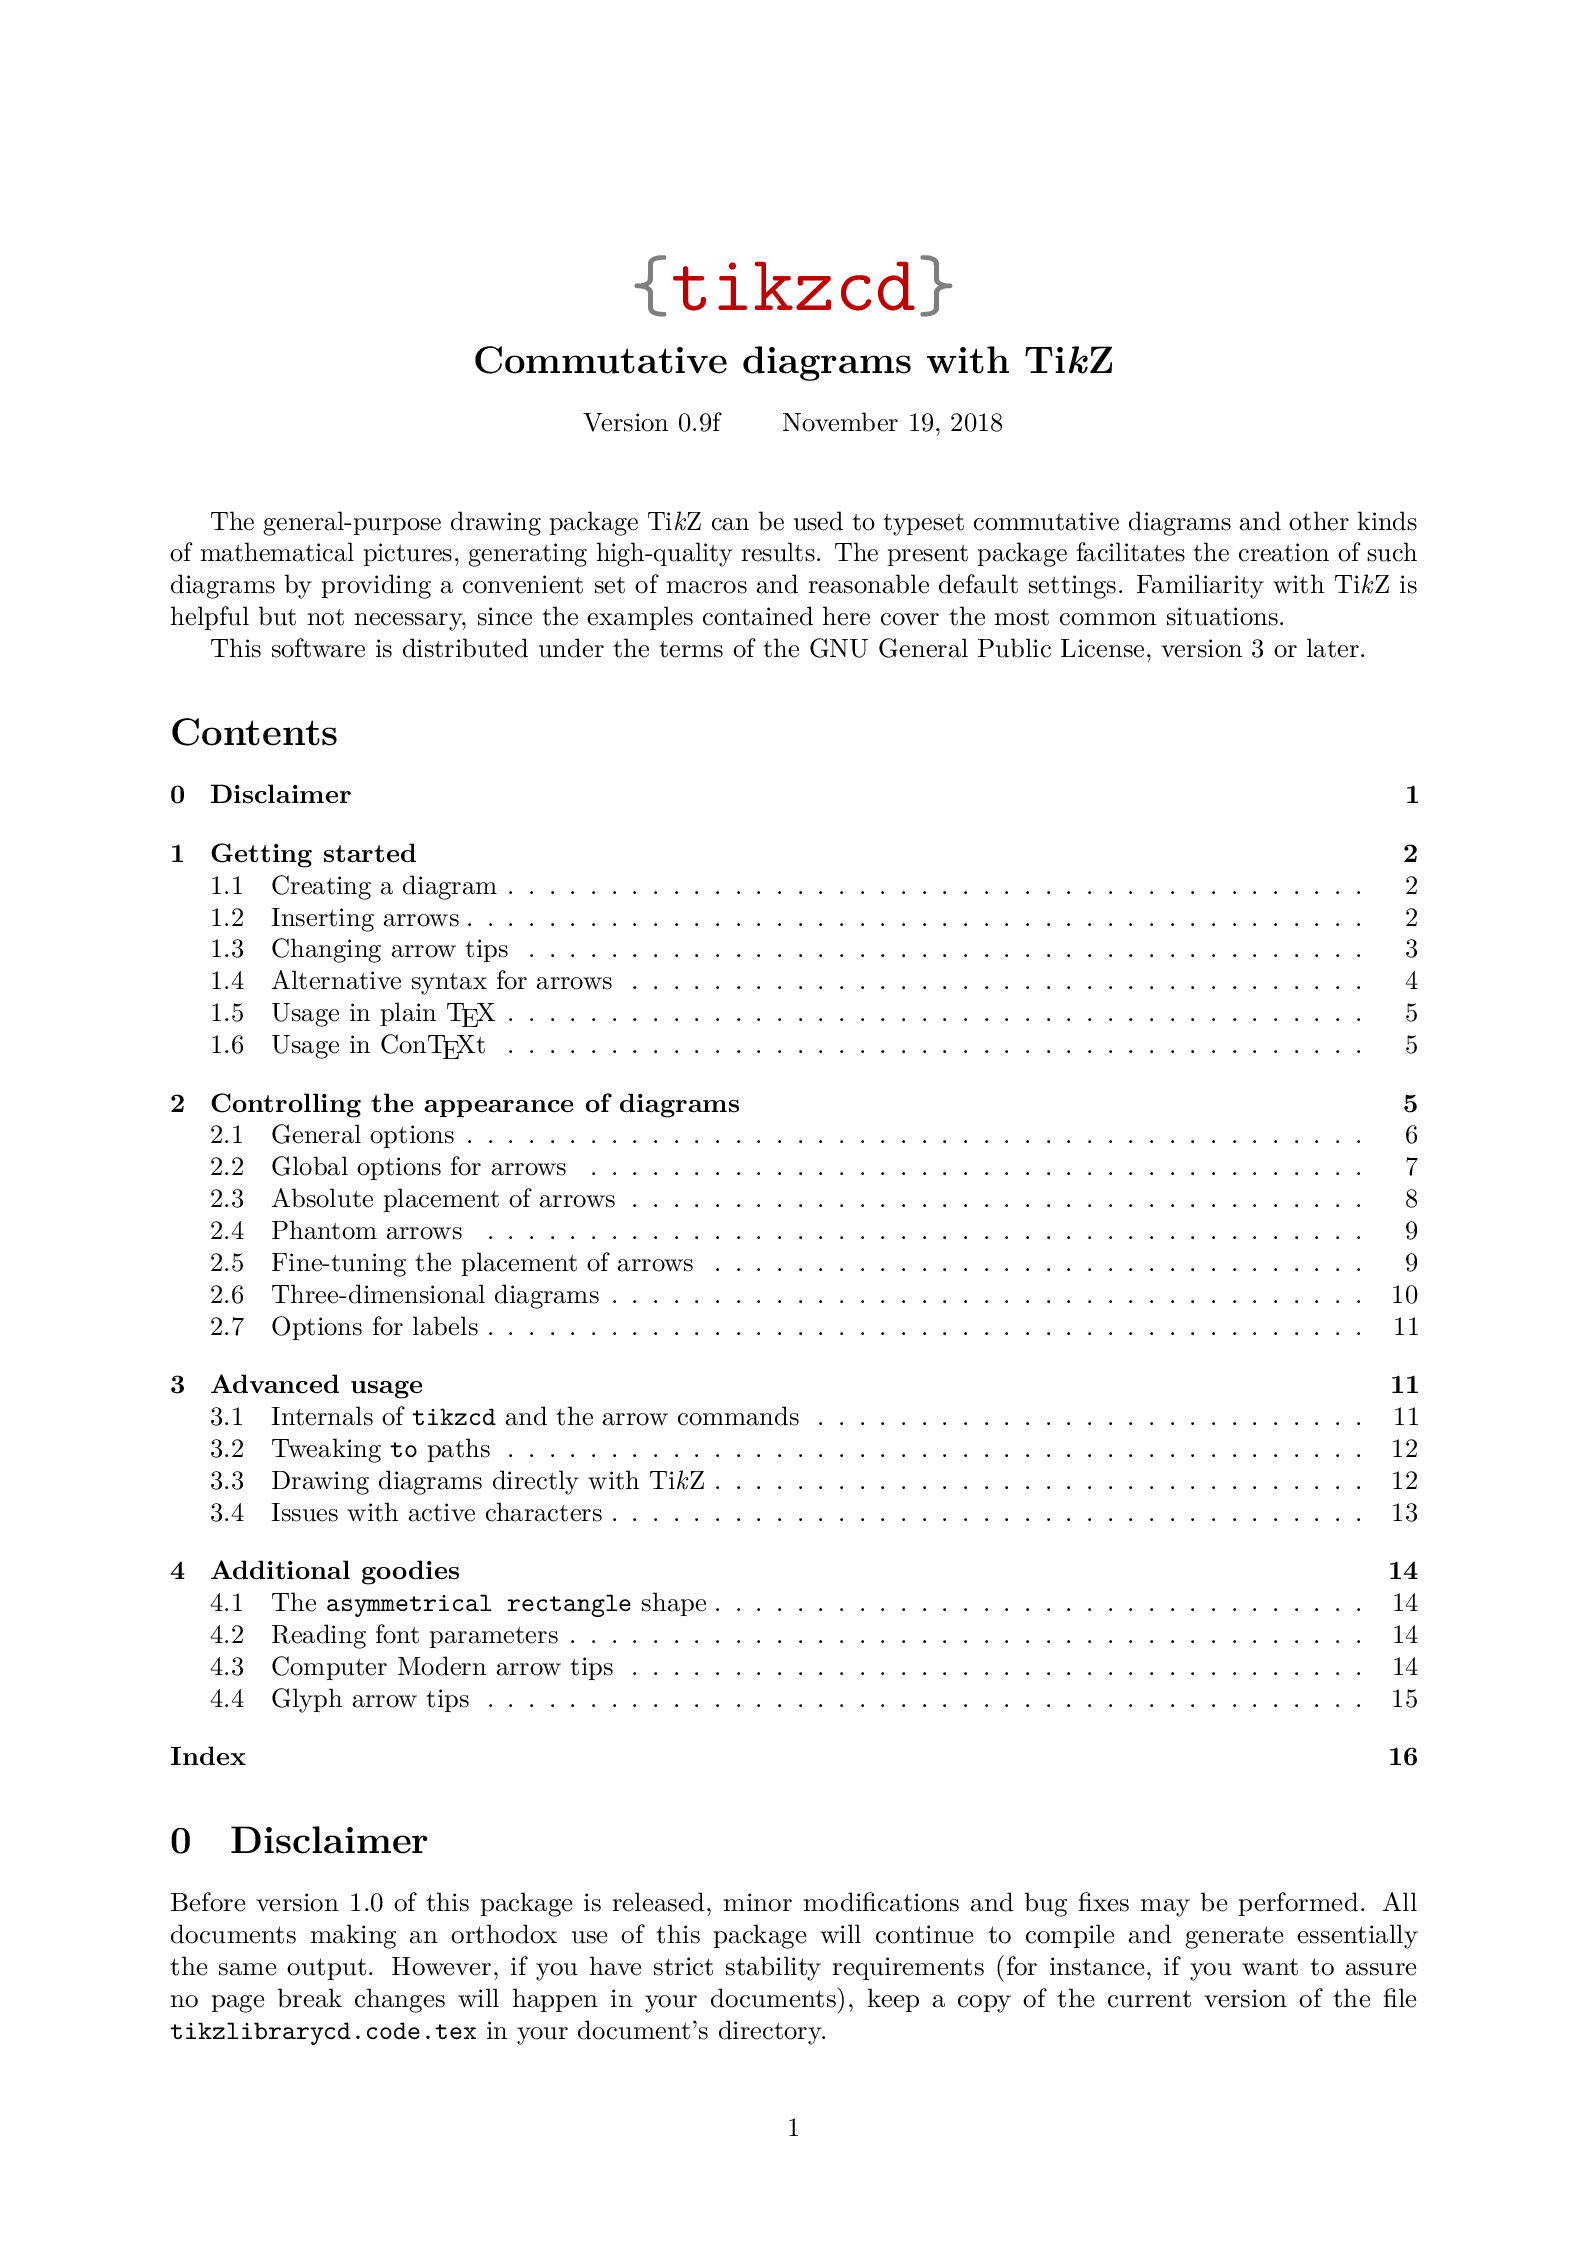 {tikzcd}
Commutative diagrams with TikZ
Version 0.9f November 19, 2018
The general-purpose drawing package TikZ can be used to typeset commutative diagrams and other kinds
of mathematical pictures, generating high-quality results. The present package facilitates the creation of such
diagrams by providing a convenient set of macros and reasonable default settings. Familiarity with TikZ is
helpful but not necessary, since the examples contained here cover the most common situations.
This software is distributed under the terms of the GNU General Public License, version 3 or later.
Contents
0 Disclaimer 1
1 Getting started 2
1.1 Creating a diagram . . . . . . . . . . . . . . . . . . . . . . . . . . . . . . . . . . . . . . . . . . 2
1.2 Inserting arrows . . . . . . . . . . . . . . . . . . . . . . . . . . . . . . . . . . . . . . . . . . . . 2
1.3 Changing arrow tips . . . . . . . . . . . . . . . . . . . . . . . . . . . . . . . . . . . . . . . . . 3
1.4 Alternative syntax for arrows . . . . . . . . . . . . . . . . . . . . . . . . . . . . . . . . . . . . 4
1.5 Usage in plain TEX . . . . . . . . . . . . . . . . . . . . . . . . . . . . . . . . . . . . . . . . . . 5
1.6 Usage in ConTEXt . . . . . . . . . . . . . . . . . . . . . . . . . . . . . . . . . . . . . . . . . . 5
2 Controlling the appearance of diagrams 5
2.1 General options . . . . . . . . . . . . . . . . . . . . . . . . . . . . . . . . . . . . . . . . . . . . 6
2.2 Global options for arrows . . . . . . . . . . . . . . . . . . . . . . . . . . . . . . . . . . . . . . 7
2.3 Absolute placement of arrows . . . . . . . . . . . . . . . . . . . . . . . . . . . . . . . . . . . . 8
2.4 Phantom arrows . . . . . . . . . . . . . . . . . . . . . . . . . . . . . . . . . . . . . . . . . . . 9
2.5 Fine-tuning the placement of arrows . . . . . . . . . . . . . . . . . . . . . . . . . . . . . . . . 9
2.6 Three-dimensional diagrams . . . . . . . . . . . . . . . . . . . . . . . . . . . . . . . . . . . . . 10
2.7 Options for labels . . . . . . . . . . . . . . . . . . . . . . . . . . . . . . . . . . . . . . . . . . . 11
3 Advanced usage 11
3.1 Internals of tikzcd and the arrow commands . . . . . . . . . . . . . . . . . . . . . . . . . . . 11
3.2 Tweaking to paths . . . . . . . . . . . . . . . . . . . . . . . . . . . . . . . . . . . . . . . . . . 12
3.3 Drawing diagrams directly with TikZ . . . . . . . . . . . . . . . . . . . . . . . . . . . . . . . . 12
3.4 Issues with active characters . . . . . . . . . . . . . . . . . . . . . . . . . . . . . . . . . . . . . 13
4 Additional goodies 14
4.1 The asymmetrical rectangle shape . . . . . . . . . . . . . . . . . . . . . . . . . . . . . . . . 14
4.2 Reading font parameters . . . . . . . . . . . . . . . . . . . . . . . . . . . . . . . . . . . . . . . 14
4.3 Computer Modern arrow tips . . . . . . . . . . . . . . . . . . . . . . . . . . . . . . . . . . . . 14
4.4 Glyph arrow tips . . . . . . . . . . . . . . . . . . . . . . . . . . . . . . . . . . . . . . . . . . . 15
Index 16
0 Disclaimer
Before version 1.0 of this package is released, minor modifications and bug fixes may be performed. All
documents making an orthodox use of this package will continue to compile and generate essentially
the same output. However, if you have strict stability requirements (for instance, if you want to assure
no page break changes will happen in your documents), keep a copy of the current version of the file
tikzlibrarycd.code.tex in your document's directory.
1